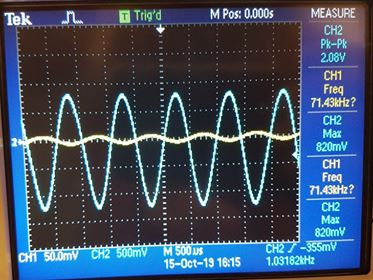 Tek T Trig'd M Pos: 0.000s MEASURE
CH2
Pk-Pk
2.08V
CH1
Freq
71.43kHz?
CH2
Max
820mV
CH1
Freq
71.43kHz?
CH2
Max
820mV
2
CH1 50.0mV CH2 500mV M 500µs CH2 / -355mV
15-Oct-19 16:15 1.03182kHz